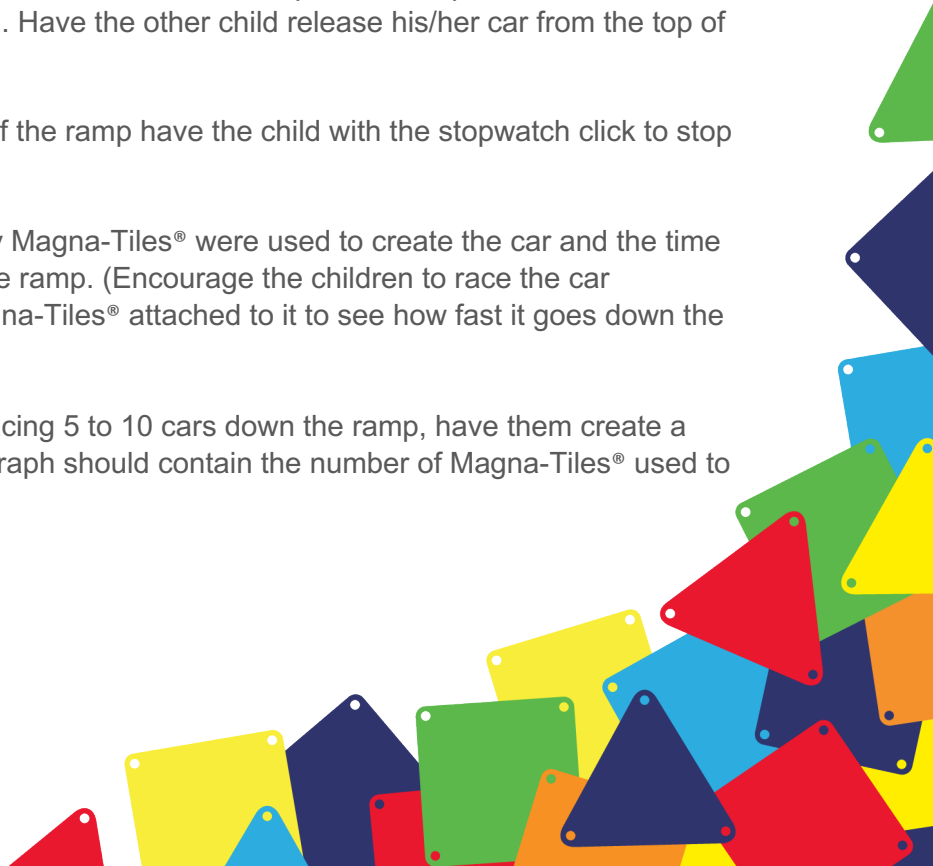 . Have the other child release his/her car from the top of
f the ramp have the child with the stopwatch click to stop
Magna-Tiles® were used to create the car and the time
e ramp. (Encourage the children to race the car
na-Tiles® attached to it to see how fast it goes down the
cing 5 to 10 cars down the ramp, have them create a
raph should contain the number of Magna-Tiles® used to